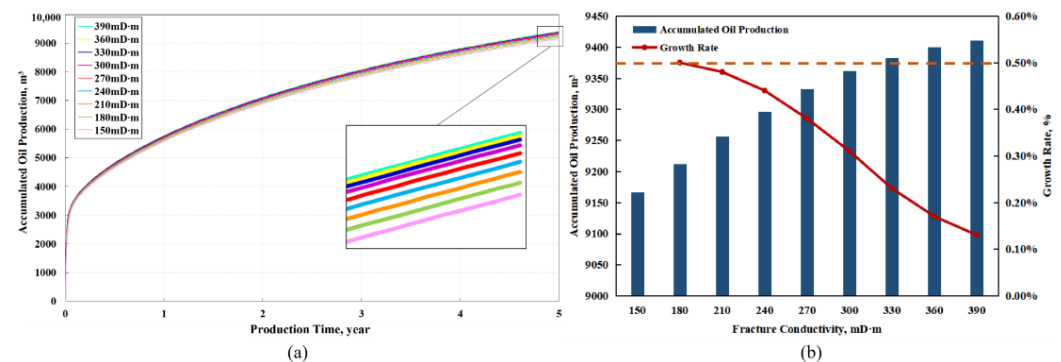 10,000
9000
8000
7000
6000
5000
4000
3000
2000
1000
0
Accumulated Oil Production, m³
390mD·m
360mD·m
330mD·m
300mD·m
270mD·m
240mD·m
210mD·m
180mD·m
150mD·m
0 1 2 3 4 5
Production Time, year
(a)
9450
9400
9350
9300
9250
9200
9150
9100
9050
9000
Accumulated Oil Production, m³
Accumulated Oil Production
Growth Rate
0.60%
0.50%
0.40%
0.30%
0.20%
0.10%
0.00%
Growth Rate, %
150 180 210 240 270 300 330 360 390
Fracture Conductivity, mD·m
(b)